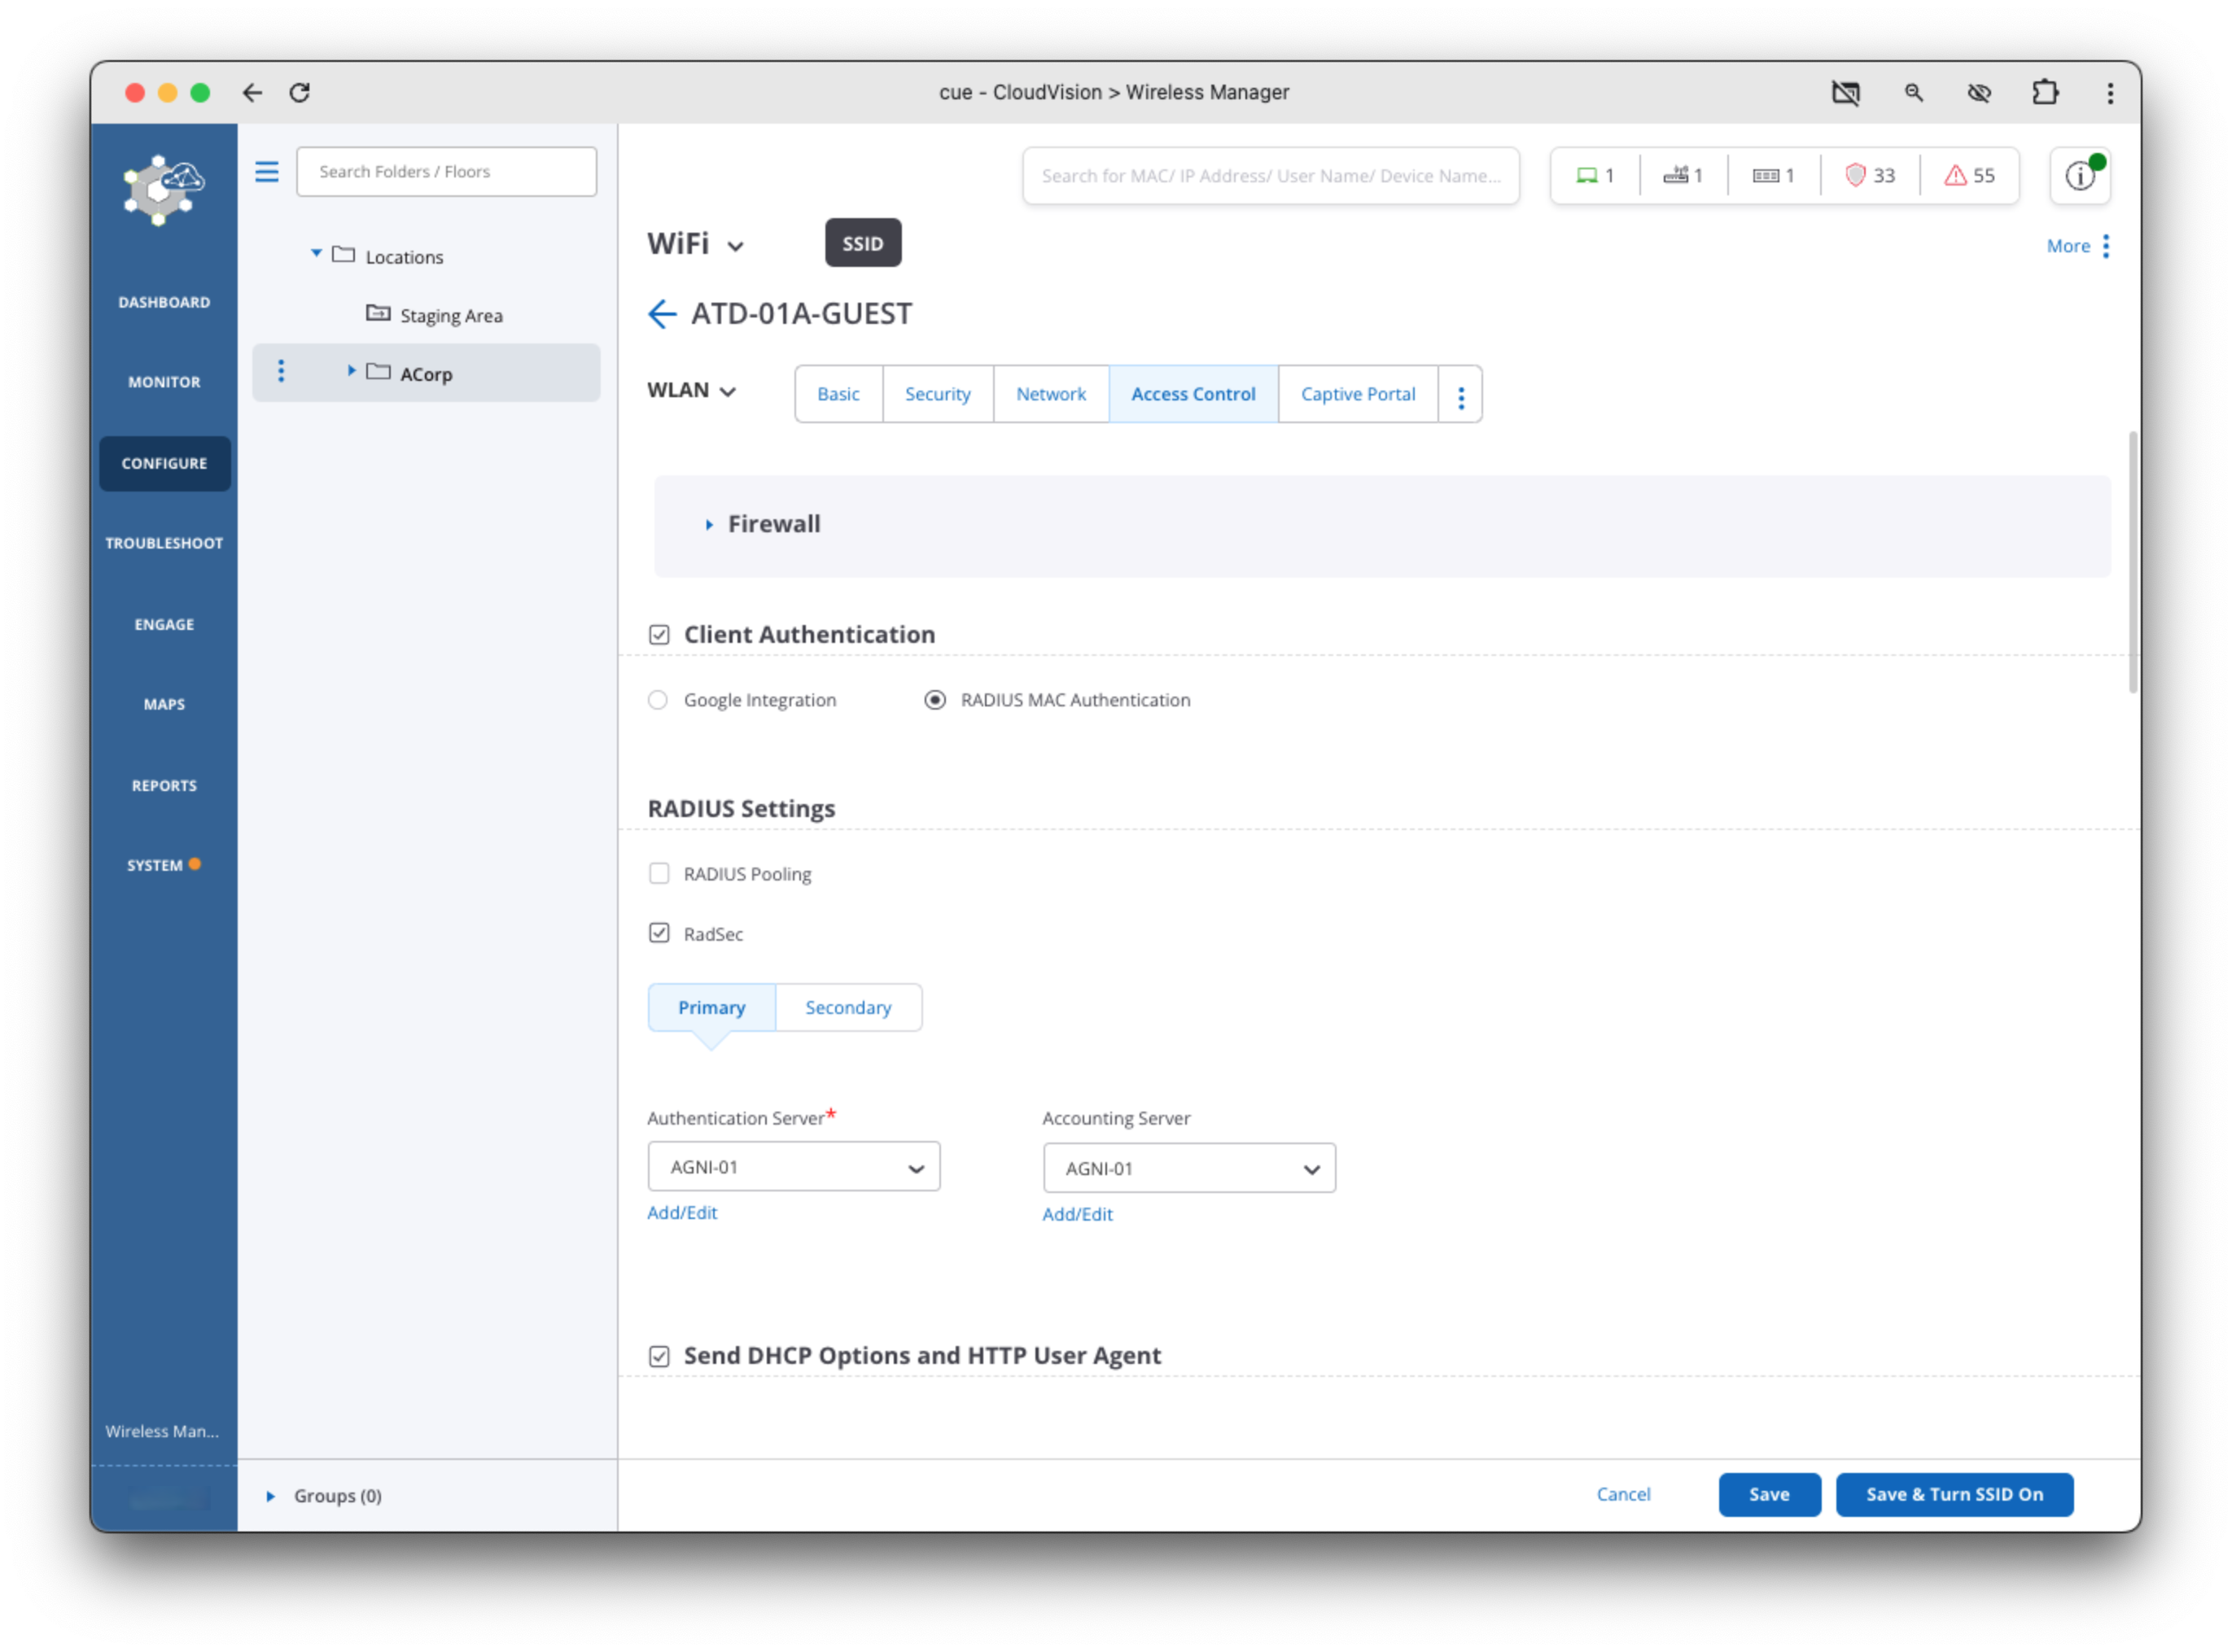 cue - CloudVision > Wireless Manager
Search Folders / Floors
Search for MAC/ IP Address/ User Name/ Device Name...
1
1
1
33
55
DASHBOARD
MONITOR
CONFIGURE
TROUBLESHOOT
ENGAGE
MAPS
REPORTS
SYSTEM
Wireless Man...
Locations
Staging Area
ACorp
Groups (0)
WiFi
SSID
More
ATD-01A-GUEST
WLAN
Basic
Security
Network
Access Control
Captive Portal
Firewall
Client Authentication
Google Integration
RADIUS MAC Authentication
RADIUS Settings
RADIUS Pooling
RadSec
Primary
Secondary
Authentication Server*
Accounting Server
AGNI-01
AGNI-01
Add/Edit
Add/Edit
Send DHCP Options and HTTP User Agent
Cancel
Save
Save & Turn SSID On